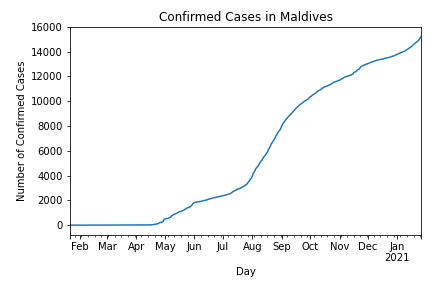 Confirmed Cases in Maldives
Number of Confirmed Cases
16000
14000
12000
10000
8000
6000
4000
2000
0
Feb Mar Apr May Jun Jul Aug Sep Oct Nov Dec Jan
2021
Day